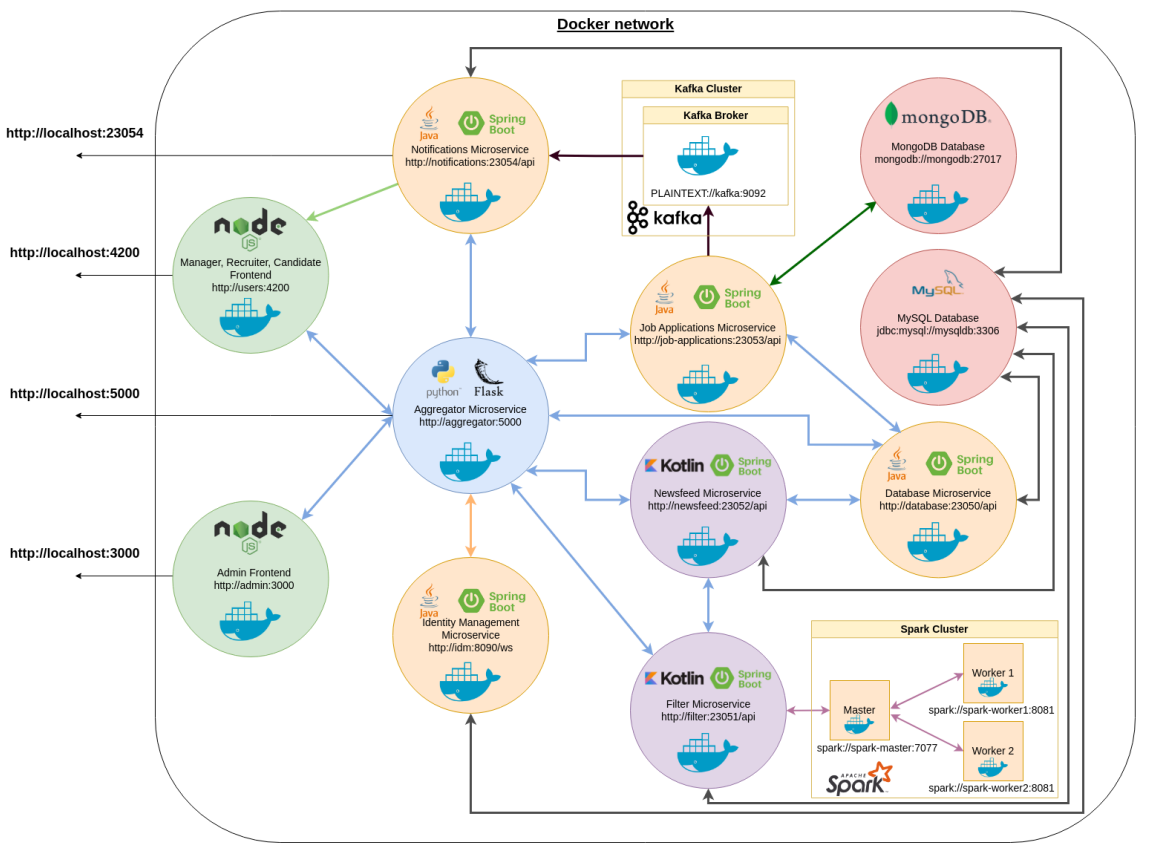 Docker network
http://localhost:23054
http://localhost:4200
http://localhost:5000
http://localhost:3000
Java
Spring
Boot
Notifications Microservice
http://notifications:23054/api
Kafka Cluster
Kafka Broker
PLAINTEXT://kafka:9092
kafka
mongoDB.
MongoDB Database
mongodb://mongodb:27017
node
JS
Manager, Recruiter, Candidate
Frontend
http://users:4200
Java
Spring
Boot
Job Applications Microservice
http://job-applications:23053/api
MySQL
MySQL Database
jdbc:mysql://mysqldb:3306
python
Flask
Aggregator Microservice
http://aggregator:5000
Kotlin
Spring
Boot
Newsfeed Microservice
http://newsfeed:23052/api
Java
Spring
Boot
Database Microservice
http://database:23050/api
node
JS
Admin Frontend
http://admin:3000
Java
Spring
Boot
Identity Management
Microservice
http://idm:8090/ws
Kotlin
Spring
Boot
Filter Microservice
http://filter:23051/api
Spark Cluster
Master
spark://spark-master:7077
Worker 1
spark://spark-worker1:8081
Worker 2
spark://spark-worker2:8081
APACHE
Spark